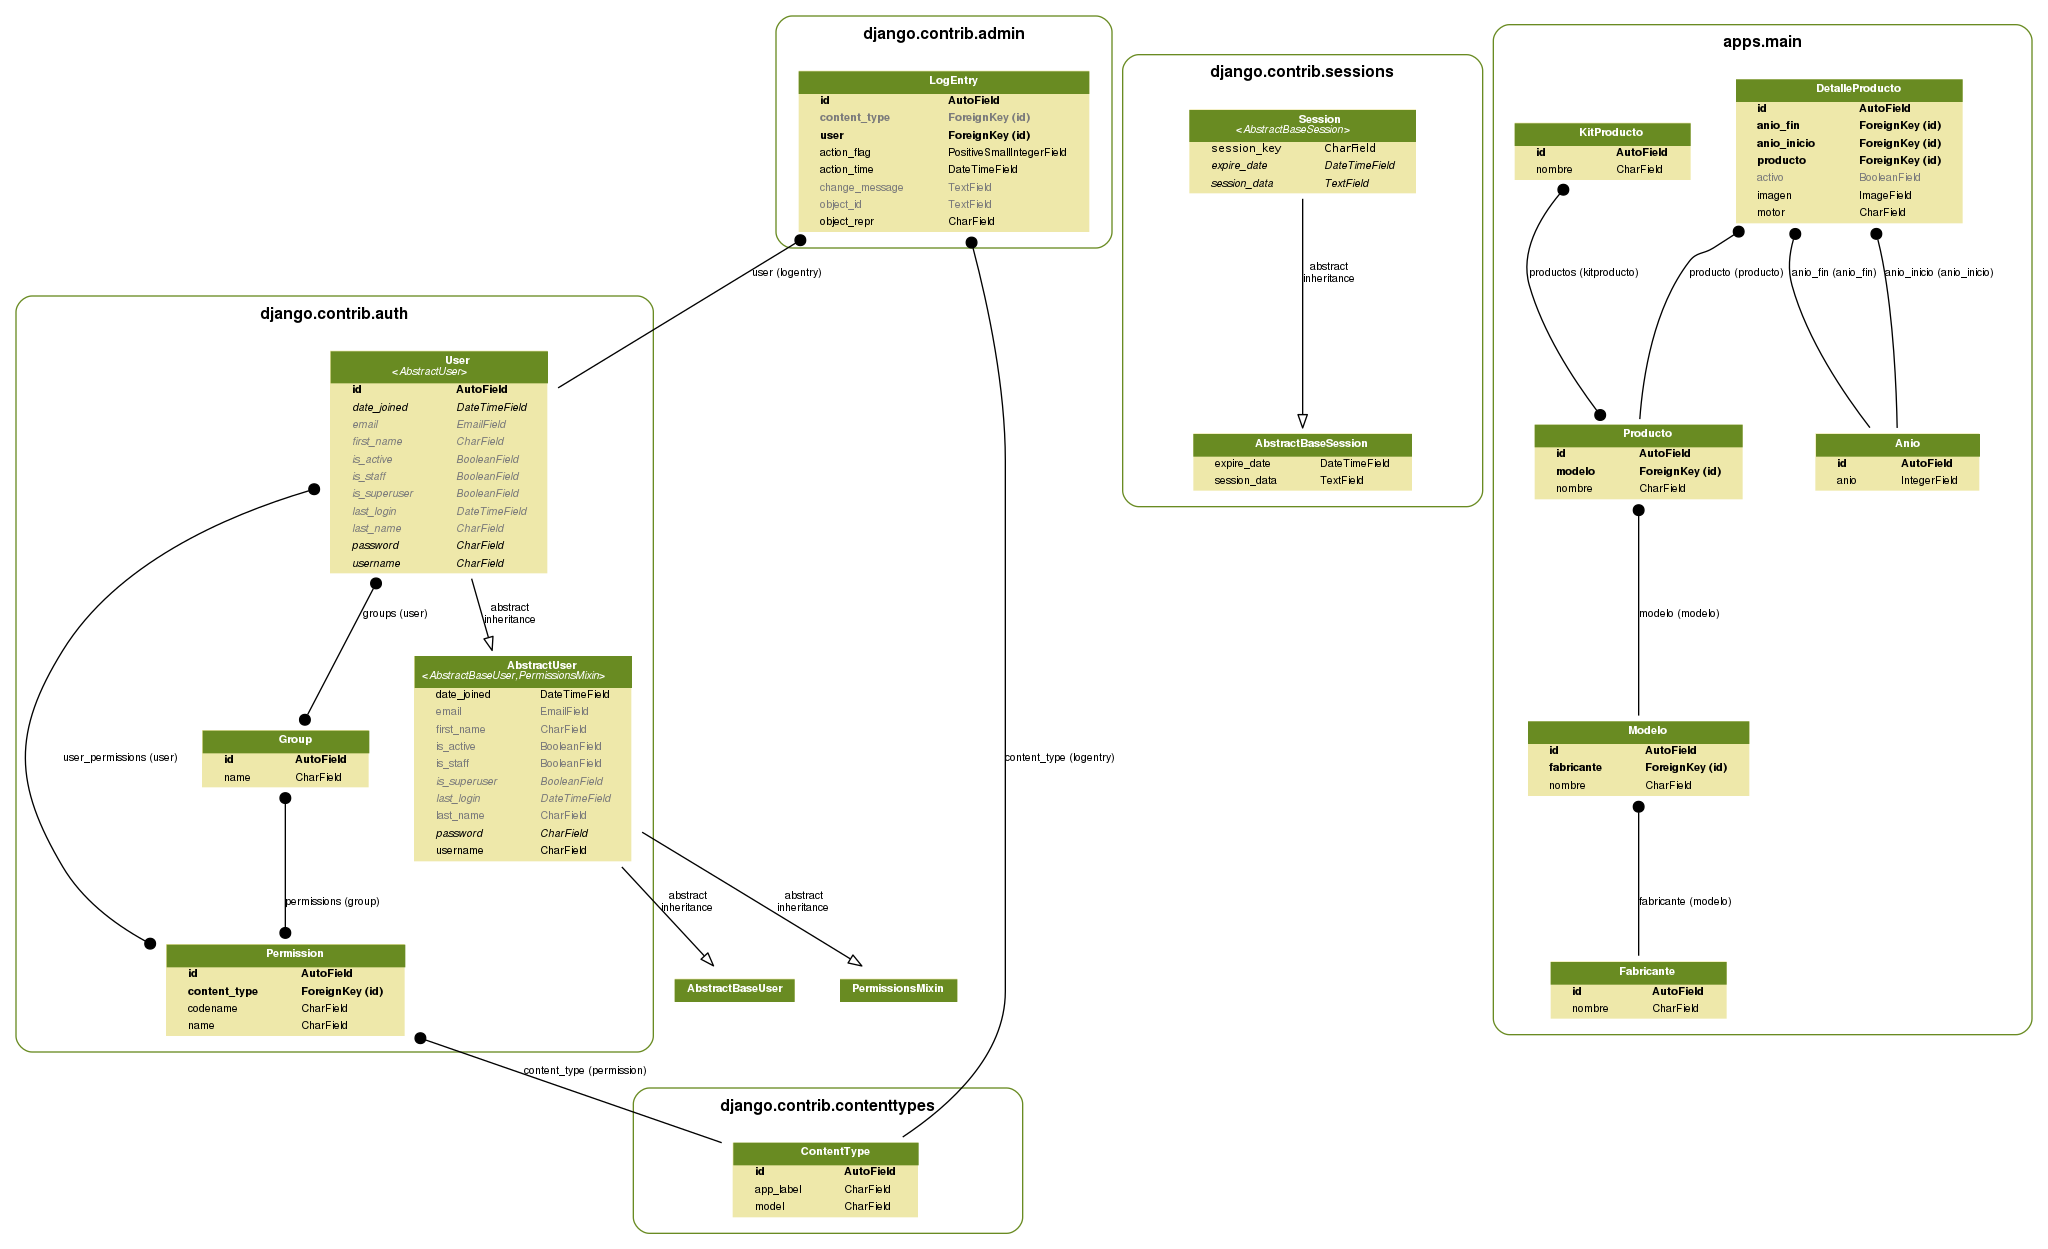 django.contrib.admin
LogEntry
id AutoField
content_type ForeignKey (id)
user ForeignKey (id)
action_flag PositiveSmallIntegerField
action_time DateTimeField
change_message TextField
object_id TextField
object_repr CharField
user (logentry)
content_type (logentry)
django.contrib.sessions
Session
<AbstractBaseSession>
session_key CharField
expire_date DateTimeField
session_data TextField
abstract
inheritance
AbstractBaseSession
expire_date DateTimeField
session_data TextField
apps.main
DetalleProducto
id AutoField
anio_fin ForeignKey (id)
anio_inicio ForeignKey (id)
producto ForeignKey (id)
activo BooleanField
imagen ImageField
motor CharField
KitProducto
id AutoField
nombre CharField
productos (kitproducto)
producto (producto)
anio_fin (anio_fin)
anio_inicio (anio_inicio)
Producto
id AutoField
modelo ForeignKey (id)
nombre CharField
Anio
id AutoField
anio IntegerField
modelo (modelo)
Modelo
id AutoField
fabricante ForeignKey (id)
nombre CharField
fabricante (modelo)
Fabricante
id AutoField
nombre CharField
django.contrib.auth
User
<AbstractUser>
id AutoField
date_joined DateTimeField
email EmailField
first_name CharField
is_active BooleanField
is_staff BooleanField
is_superuser BooleanField
last_login DateTimeField
last_name CharField
password CharField
username CharField
groups (user)
abstract
inheritance
AbstractUser
<AbstractBaseUser,PermissionsMixin>
date_joined DateTimeField
email EmailField
first_name CharField
is_active BooleanField
is_staff BooleanField
is_superuser BooleanField
last_login DateTimeField
last_name CharField
password CharField
username CharField
Group
id AutoField
name CharField
user_permissions (user)
permissions (group)
abstract
inheritance
abstract
inheritance
Permission
id AutoField
content_type ForeignKey (id)
codename CharField
name CharField
AbstractBaseUser
PermissionsMixin
content_type (permission)
django.contrib.contenttypes
ContentType
id AutoField
app_label CharField
model CharField